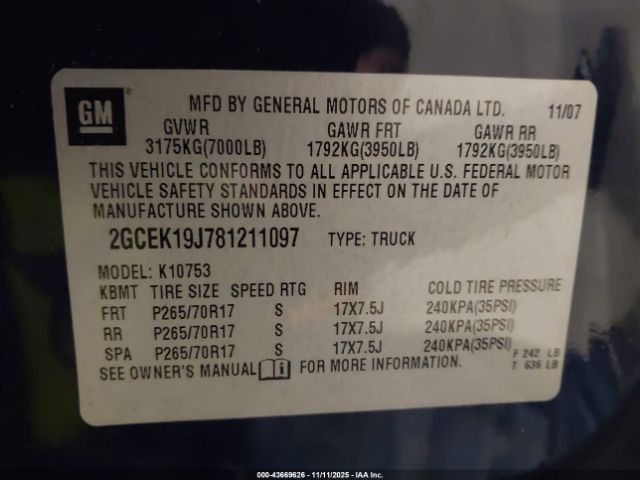 GM
MFD BY GENERAL MOTORS OF CANADA LTD. 11/07
GVWR GAWR FRT GAWR RR
3175KG(7000LB) 1792KG(3950LB) 1792KG(3950LB)
THIS VEHICLE CONFORMS TO ALL APPLICABLE U.S. FEDERAL MOTOR
VEHICLE SAFETY STANDARDS IN EFFECT ON THE DATE OF
MANUFACTURE SHOWN ABOVE.
2GCEK19J781211097 TYPE: TRUCK
MODEL: K10753
KBMT TIRE SIZE SPEED RTG RIM COLD TIRE PRESSURE
FRT P265/70R17 S 17X7.5J 240KPA(35PSI)
RR P265/70R17 S 17X7.5J 240KPA(35PSI)
SPA P265/70R17 S 17X7.5J 240KPA(35PSI) F 242 LB
SEE OWNER'S MANUAL i FOR MORE INFORMATION. T 636 LB
000-43669626 - 11/11/2025 - IAA Inc.